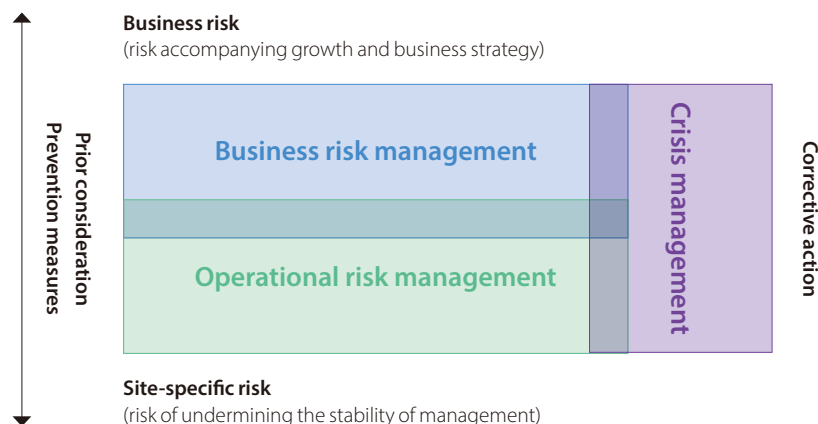 Business risk
(risk accompanying growth and business strategy)
Prior consideration
Prevention measures
Business risk management
Operational risk management
Crisis management
Corrective action
Site-specific risk
(risk of undermining the stability of management)